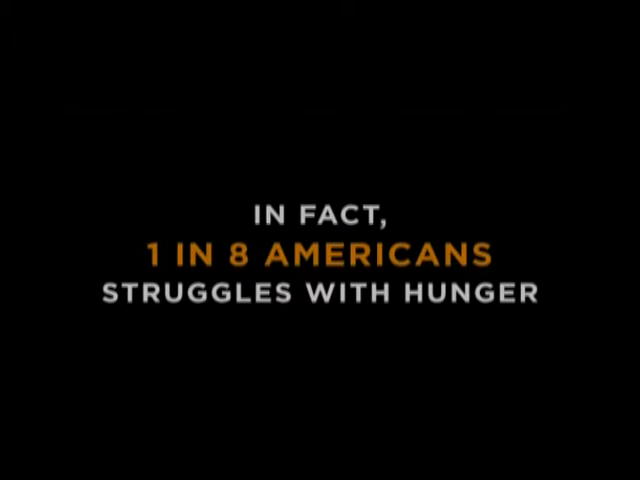 IN FACT,
1 IN 8 AMERICANS
STRUGGLES WITH HUNGER